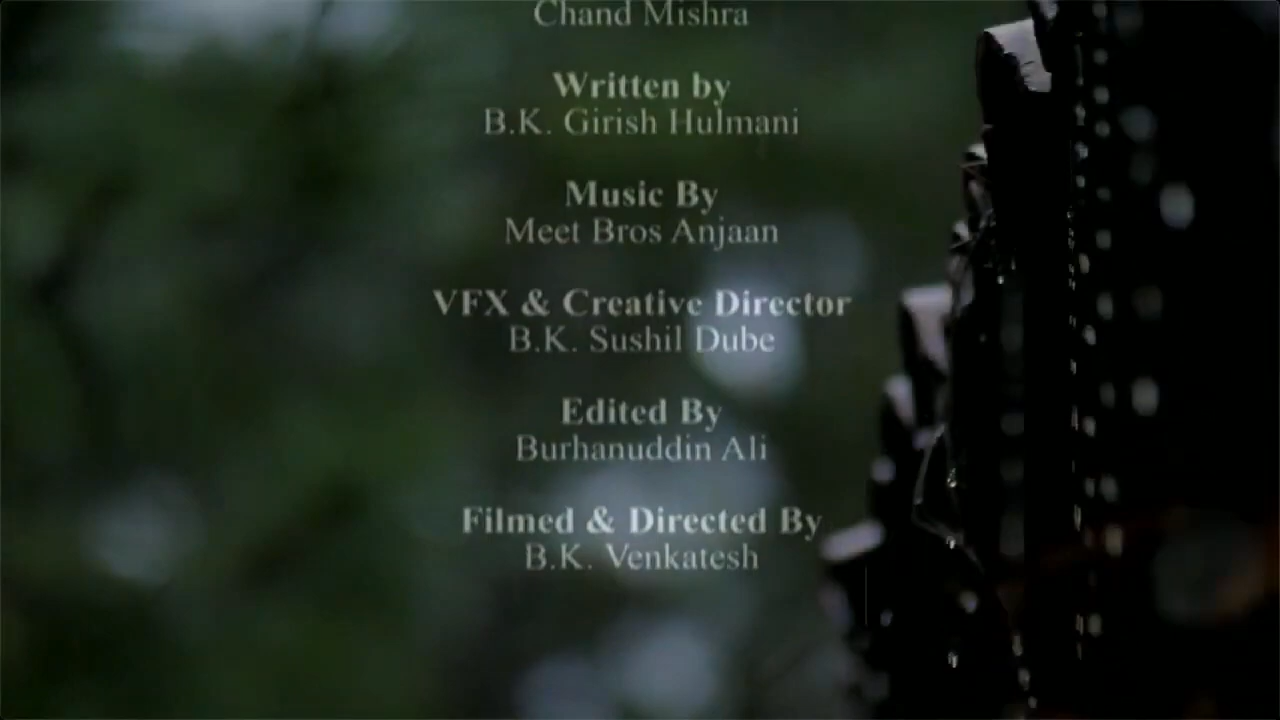 Chand Mishra
Written by
B.K. Girish Hulmani
Music By
Meet Bros Anjaan
VFX & Creative Director
B.K. Sushil Dube
Edited By
Burhanuddin Ali
Filmed & Directed By
B.K. Venkatesh